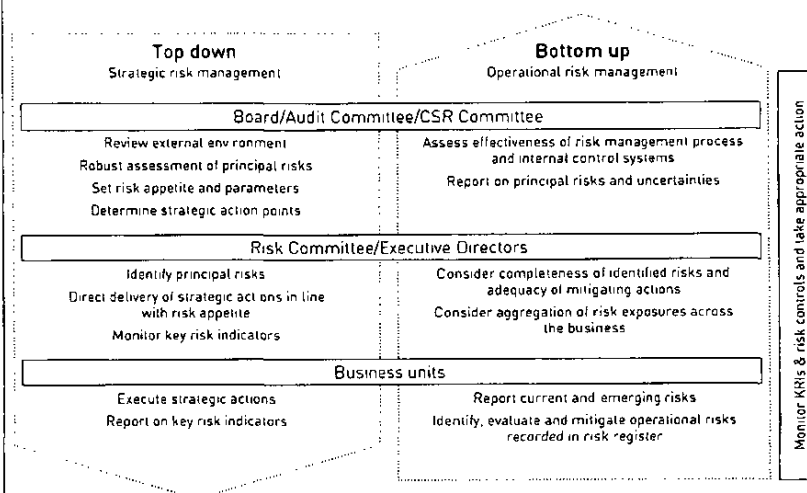 Top down
Strategic risk management
Bottom up
Operational risk management
Board/Audit Committee/CSR Committee
Review external environment
Robust assessment of principal risks
Set risk appetite and parameters
Determine strategic action points
Assess effectiveness of risk management process
and internal control systems
Report on principal risks and uncertainties
Risk Committee/Executive Directors
Identify principal risks
Direct delivery of strategic actions in line
with risk appetite
Monitor key risk indicators
Consider completeness of identified risks and
adequacy of mitigating actions
Consider aggregation of risk exposures across
the business
Business units
Execute strategic actions
Report on key risk indicators
Report current and emerging risks
Identify, evaluate and mitigate operational risks
recorded in risk register
Monitor KRIs & risk controls and take appropriate action